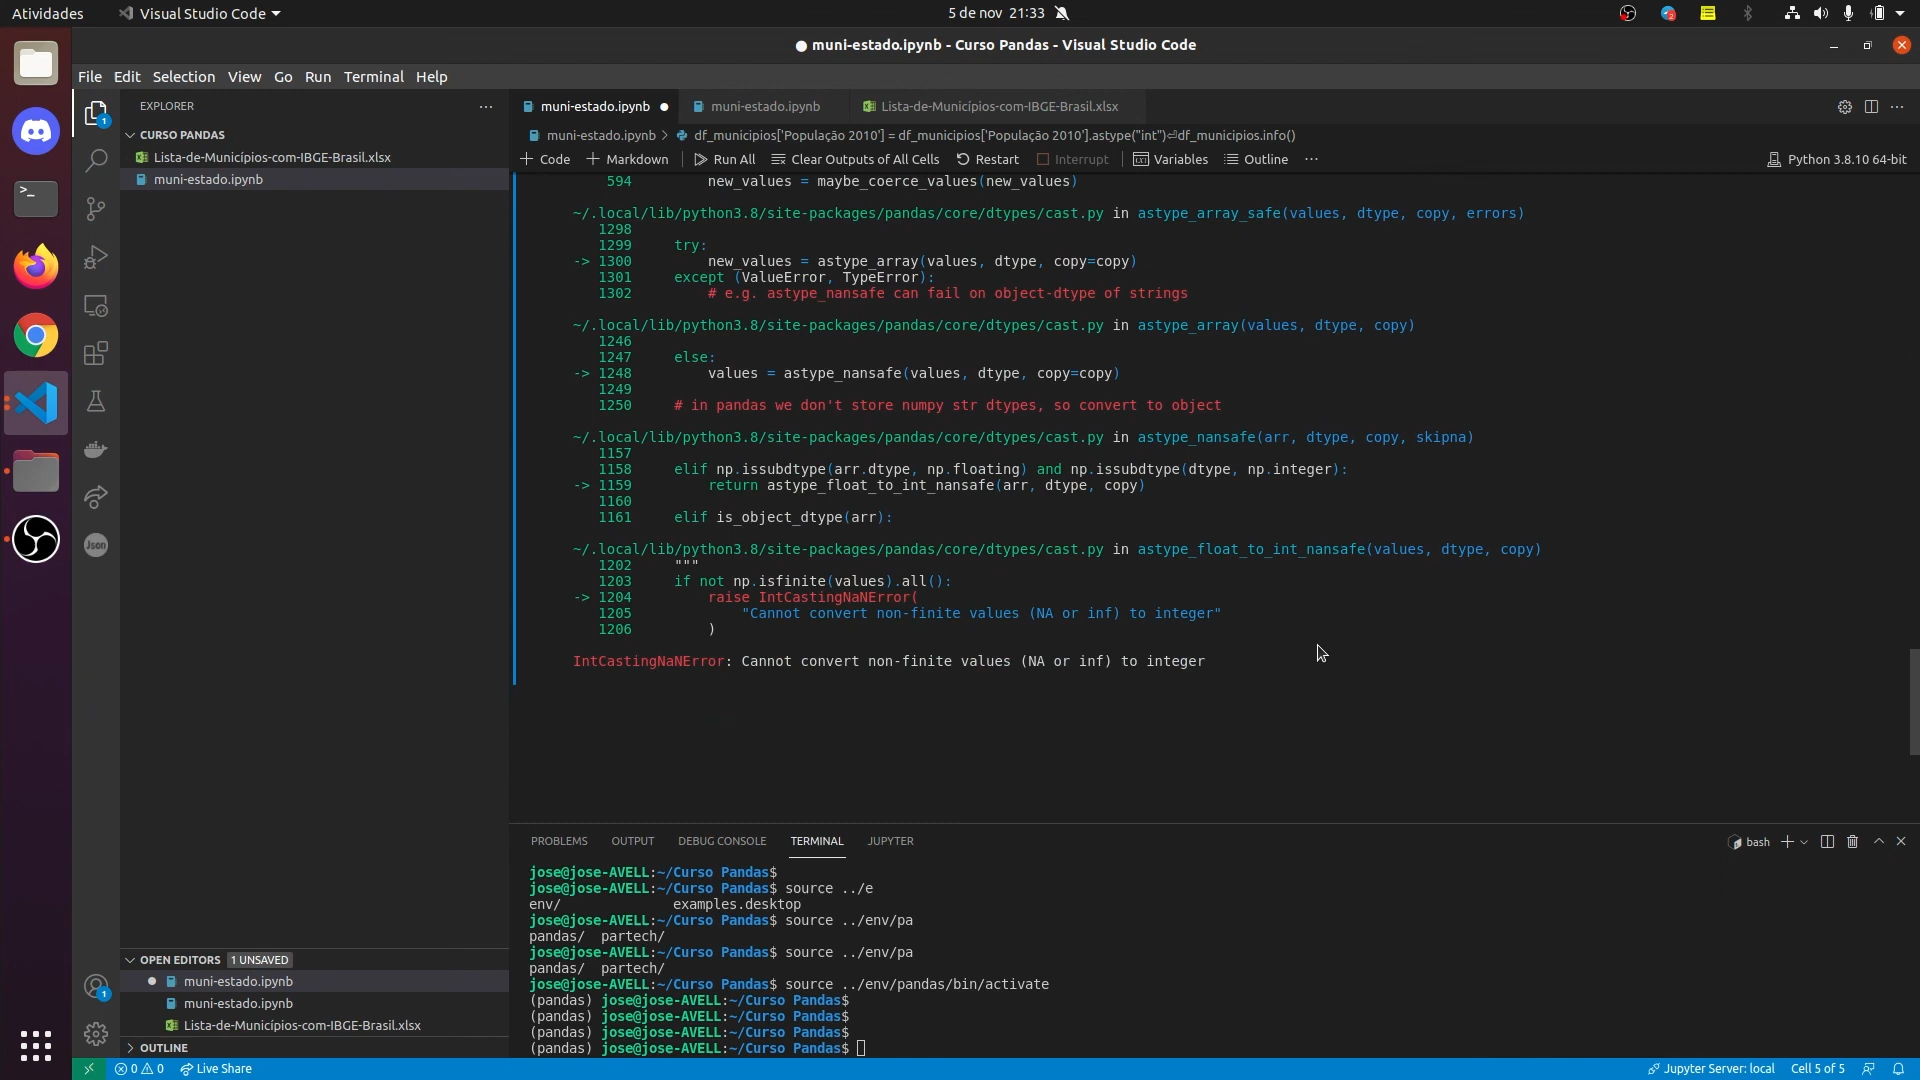 Atividades
Visual Studio Code
5 de nov 21:33
2
● muni-estado.ipynb - Curso Pandas - Visual Studio Code
File Edit Selection View Go Run Terminal Help
EXPLORER
CURSO PANDAS
Lista-de-Municípios-com-IBGE-Brasil.xlsx
muni-estado.ipynb
1
Json
1
OPEN EDITORS 1 UNSAVED
muni-estado.ipynb
muni-estado.ipynb
Lista-de-Municípios-com-IBGE-Brasil.xlsx
OUTLINE
muni-estado.ipynb ● muni-estado.ipynb Lista-de-Municípios-com-IBGE-Brasil.xlsx
muni-estado.ipynb > df_municipios['População 2010'] = df_municipios['População 2010'].astype("int")⏎df_municipios.info()
+ Code + Markdown Run All Clear Outputs of All Cells Restart Interrupt Variables Outline ··· Python 3.8.10 64-bit
594 new_values = maybe_coerce_values(new_values)
~/.local/lib/python3.8/site-packages/pandas/core/dtypes/cast.py in astype_array_safe(values, dtype, copy, errors)
1298
1299 try:
-> 1300 new_values = astype_array(values, dtype, copy=copy)
1301 except (ValueError, TypeError):
1302 # e.g. astype_nansafe can fail on object-dtype of strings
~/.local/lib/python3.8/site-packages/pandas/core/dtypes/cast.py in astype_array(values, dtype, copy)
1246
1247 else:
-> 1248 values = astype_nansafe(values, dtype, copy=copy)
1249
1250 # in pandas we don't store numpy str dtypes, so convert to object
~/.local/lib/python3.8/site-packages/pandas/core/dtypes/cast.py in astype_nansafe(arr, dtype, copy, skipna)
1157
1158 elif np.issubdtype(arr.dtype, np.floating) and np.issubdtype(dtype, np.integer):
-> 1159 return astype_float_to_int_nansafe(arr, dtype, copy)
1160
1161 elif is_object_dtype(arr):
~/.local/lib/python3.8/site-packages/pandas/core/dtypes/cast.py in astype_float_to_int_nansafe(values, dtype, copy)
1202 """
1203 if not np.isfinite(values).all():
-> 1204 raise IntCastingNaNError(
1205 "Cannot convert non-finite values (NA or inf) to integer"
1206 )
IntCastingNaNError: Cannot convert non-finite values (NA or inf) to integer
PROBLEMS OUTPUT DEBUG CONSOLE TERMINAL JUPYTER
bash
jose@jose-AVELL:~/Curso Pandas$
jose@jose-AVELL:~/Curso Pandas$ source ../e
env/ examples.desktop
jose@jose-AVELL:~/Curso Pandas$ source ../env/pa
pandas/ partech/
jose@jose-AVELL:~/Curso Pandas$ source ../env/pa
pandas/ partech/
jose@jose-AVELL:~/Curso Pandas$ source ../env/pandas/bin/activate
(pandas) jose@jose-AVELL:~/Curso Pandas$
(pandas) jose@jose-AVELL:~/Curso Pandas$
(pandas) jose@jose-AVELL:~/Curso Pandas$
(pandas) jose@jose-AVELL:~/Curso Pandas$
0 0 Live Share
Jupyter Server: local Cell 5 of 5